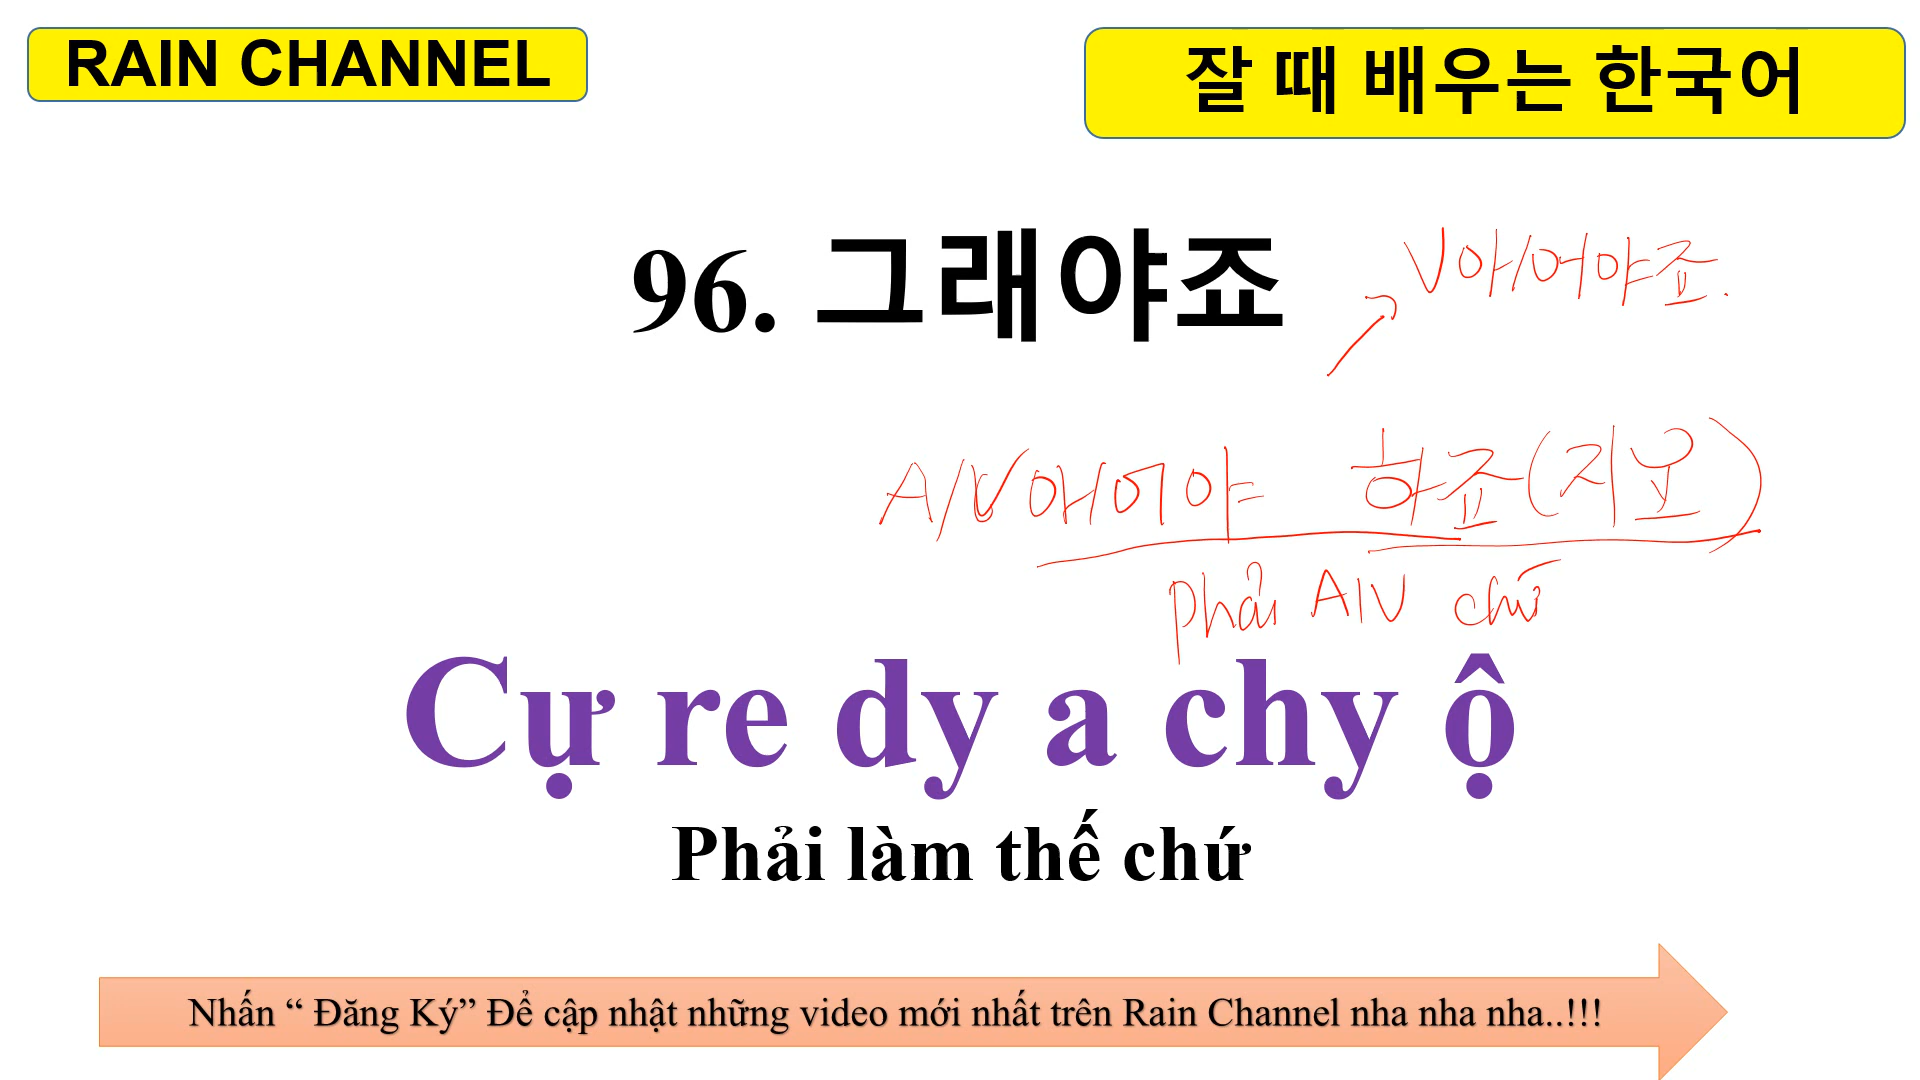 RAIN CHANNEL
잘 때 배우는 한국어
96. 그래야죠
V아/어야죠.
A/V아/어야 하죠(지요)
phải A/V chứ
Cự re dy a chy ộ
Phải làm thế chứ
Nhấn “ Đăng Ký” Để cập nhật những video mới nhất trên Rain Channel nha nha nha..!!!